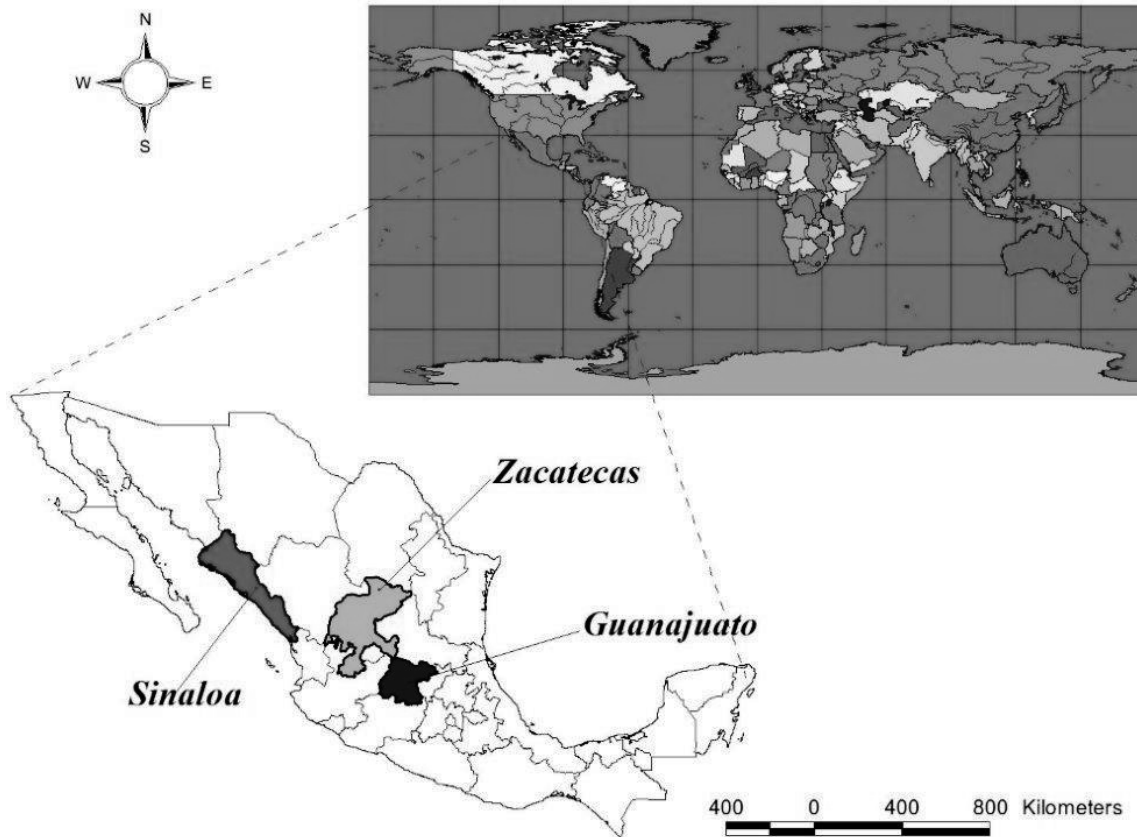 N
W E
S
Zacatecas
Guanajuato
Sinaloa
400 0 400 800 Kilometers